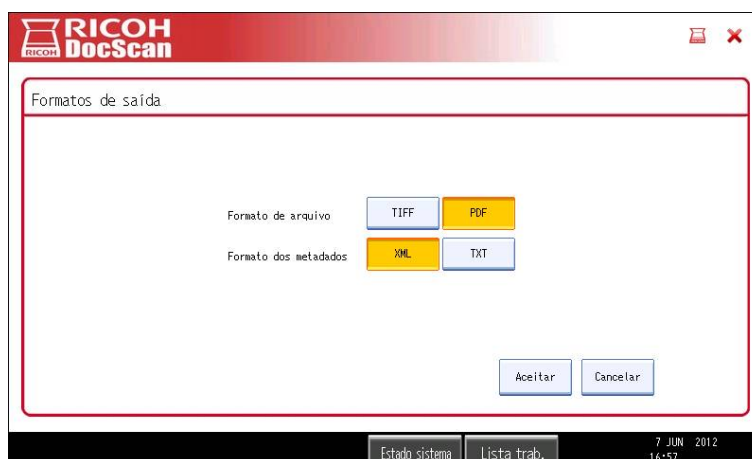 RICOH
RICOH DocScan
Formatos de saída
Formato de arquivo TIFF PDF
Formato dos metadados XML TXT
Aceitar Cancelar
Estado sistema Lista trab. 7 JUN 2012
16:57